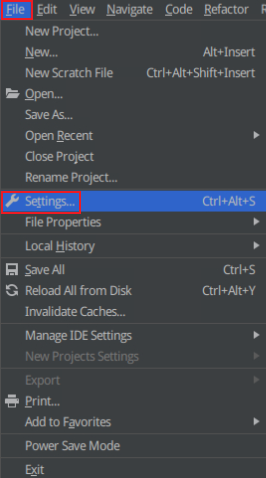 File Edit View Navigate Code Refactor
New Project...
New... Alt+Insert
New Scratch File Ctrl+Alt+Shift+Insert
Open...
Save As...
Open Recent
Close Project
Rename Project...
Settings... Ctrl+Alt+S
File Properties
Local History
Save All Ctrl+S
Reload All from Disk Ctrl+Alt+Y
Invalidate Caches...
Manage IDE Settings
New Projects Settings
Export
Print...
Add to Favorites
Power Save Mode
Exit